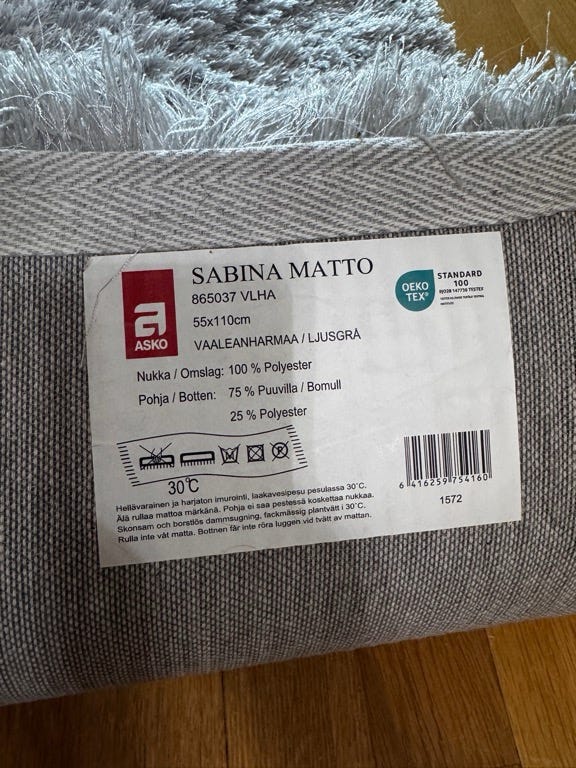 SABINA MATTO
865037 VLHA
55x110cm
VAALEANHARMAA / LJUSGRÅ
a
ASKO
OEKO
TEX®
STANDARD
100
Nukka / Omslag: 100 % Polyester
Pohja / Botten: 75 % Puuvilla / Bomull
25 % Polyester
30°C
Hellävarainen ja harjaton imurointi, laakavesipesu pesulassa 30°C.
Älä rullaa mattoa märkänä. Pohja ei saa pestessä koskettaa nukkaa.
Skonsam och borstlös dammsugning, fackmässig plantvätt i 30°C.
Rulla inte våt matta. Bottnen får inte röra luggen vid tvätt av mattan.
6 416259 754160
1572